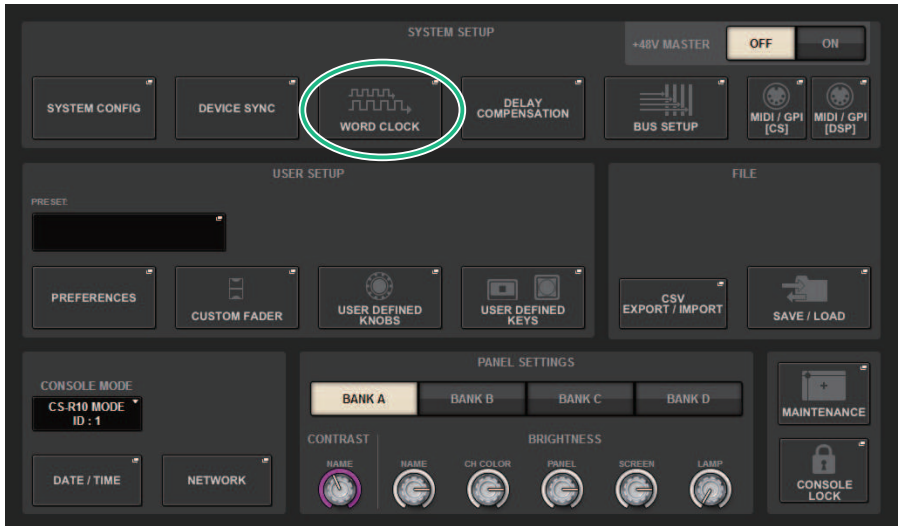 SYSTEM SETUP
+48V MASTER
OFF
ON
SYSTEM CONFIG
DEVICE SYNC
WORD CLOCK
DELAY
COMPENSATION
BUS SETUP
MIDI / GPI
[CS]
MIDI / GPI
[DSP]
USER SETUP
PRESET
PREFERENCES
CUSTOM FADER
USER DEFINED
KNOBS
USER DEFINED
KEYS
FILE
CSV
EXPORT / IMPORT
SAVE / LOAD
CONSOLE MODE
CS-R10 MODE
ID : 1
DATE / TIME
NETWORK
PANEL SETTINGS
BANK A
BANK B
BANK C
BANK D
CONTRAST
BRIGHTNESS
NAME
NAME
CH COLOR
PANEL
SCREEN
LAMP
MAINTENANCE
CONSOLE
LOCK